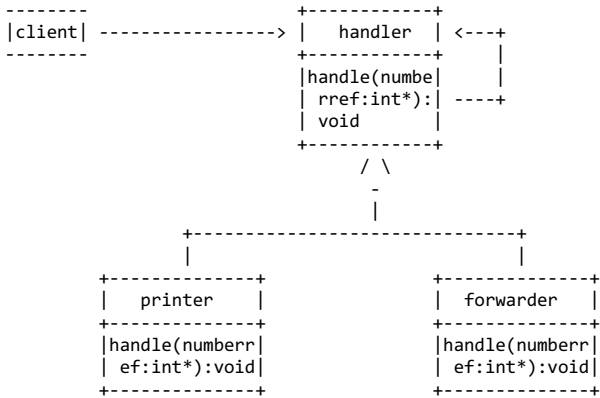 client
handler
handle(numbe
rref:int*):
void
printer
forwarder
handle(numberr
ef:int*):void
handle(numberr
ef:int*):void